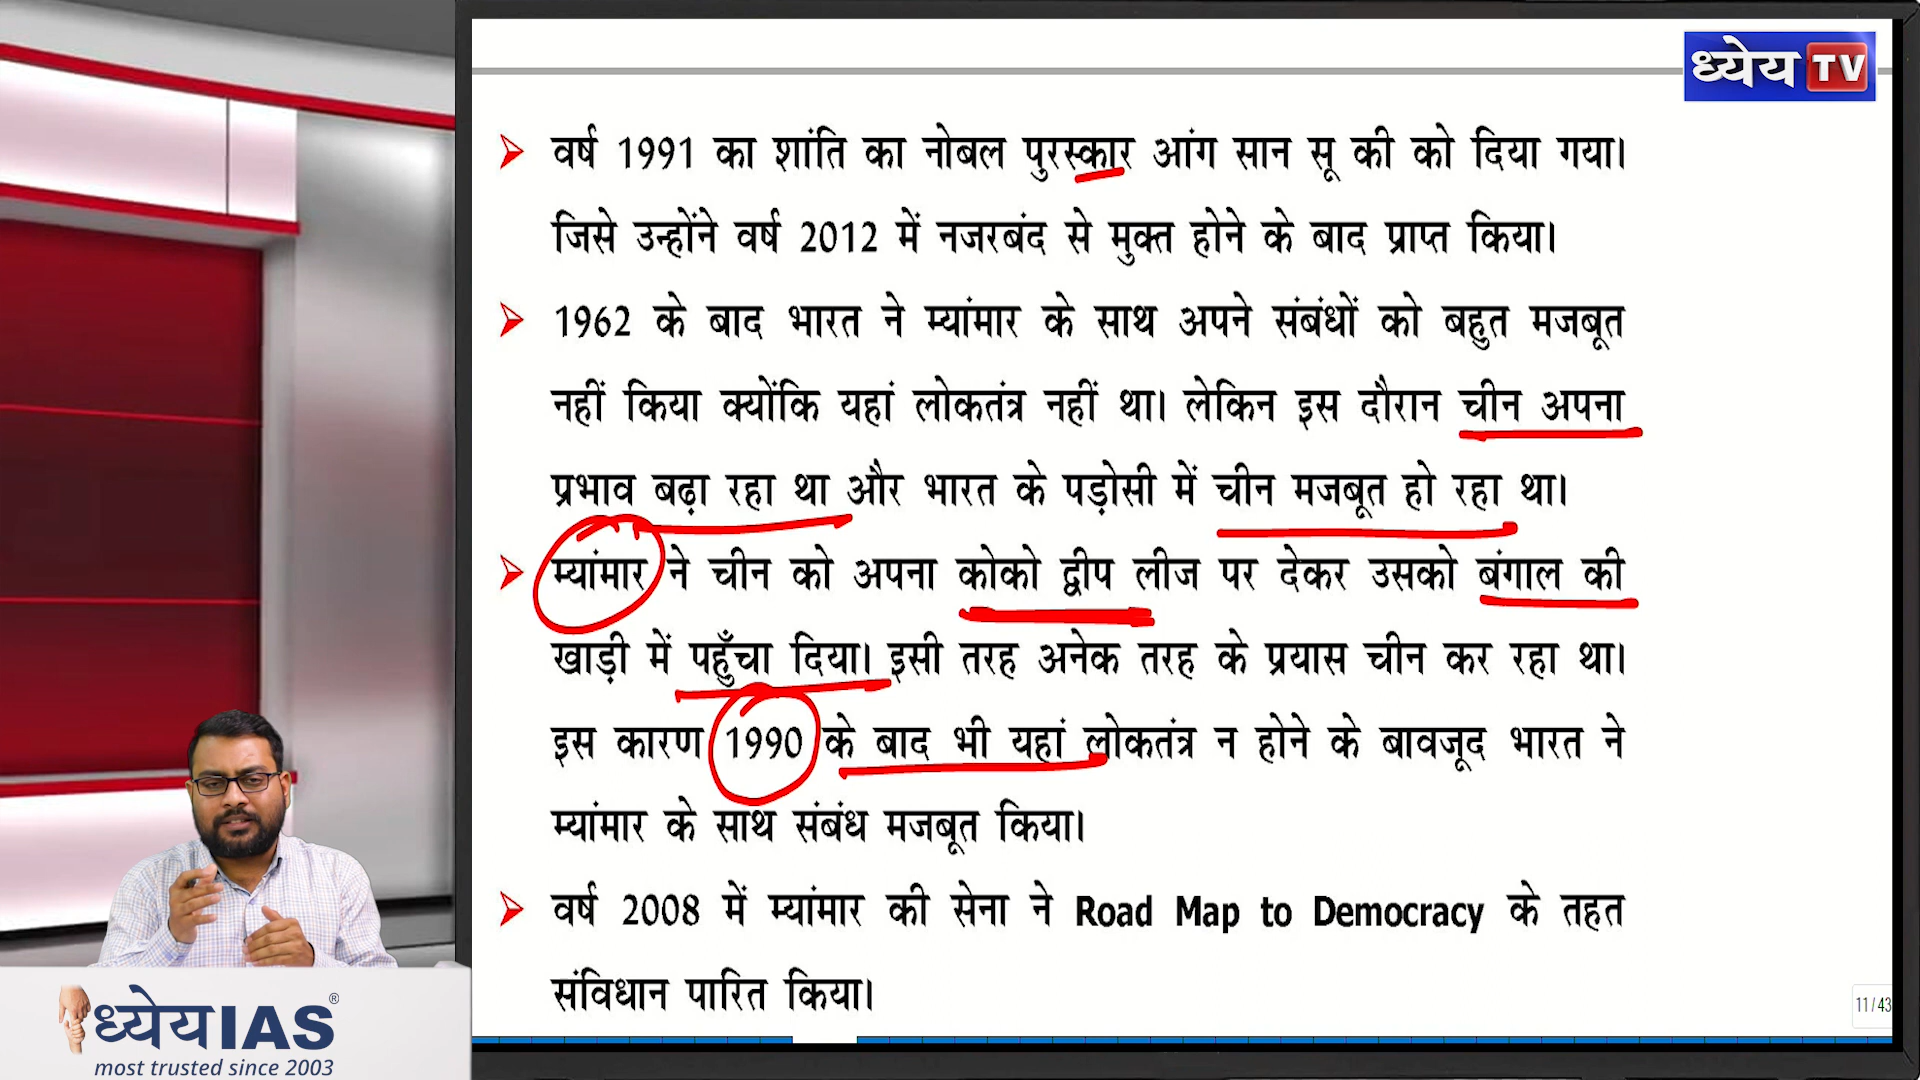 ध्येय TV
वर्ष 1991 का शांति का नोबल पुरस्कार आंग सान सू की को दिया गया।
जिसे उन्होंने वर्ष 2012 में नजरबंद से मुक्त होने के बाद प्राप्त किया।
1962 के बाद भारत ने म्यांमार के साथ अपने संबंधों को बहुत मजबूत
नहीं किया क्योंकि यहां लोकतंत्र नहीं था। लेकिन इस दौरान चीन अपना
प्रभाव बढ़ा रहा था और भारत के पड़ोसी में चीन मजबूत हो रहा था।
म्यांमार ने चीन को अपना कोको द्वीप लीज पर देकर उसको बंगाल की
खाड़ी में पहुँचा दिया। इसी तरह अनेक तरह के प्रयास चीन कर रहा था।
इस कारण 1990 के बाद भी यहां लोकतंत्र न होने के बावजूद भारत ने
म्यांमार के साथ संबंध मजबूत किया।
वर्ष 2008 में म्यांमार की सेना ने Road Map to Democracy के तहत
संविधान पारित किया।
11/43
ध्येय IAS®
most trusted since 2003